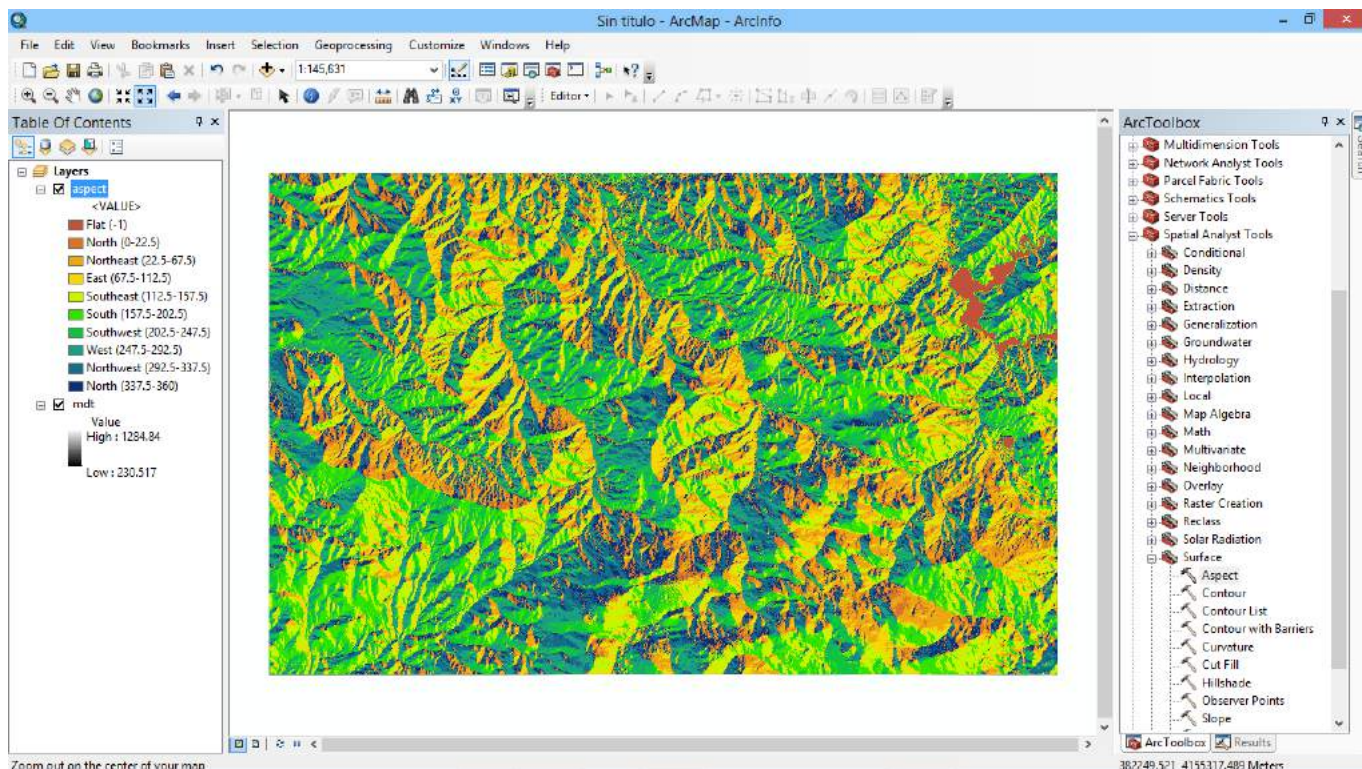 Sin título - ArcMap - ArcInfo
File Edit View Bookmarks Insert Selection Geoprocessing Customize Windows Help
1:145,631
Editor
Table Of Contents
Layers
aspect
<VALUE>
Flat (-1)
North (0-22.5)
Northeast (22.5-67.5)
East (67.5-112.5)
Southeast (112.5-157.5)
South (157.5-202.5)
Southwest (202.5-247.5)
West (247.5-292.5)
Northwest (292.5-337.5)
North (337.5-360)
mdt
Value
High : 1284.84
Low : 230.517
ArcToolbox
Multidimension Tools
Network Analyst Tools
Parcel Fabric Tools
Schematics Tools
Server Tools
Spatial Analyst Tools
Conditional
Density
Distance
Extraction
Generalization
Groundwater
Hydrology
Interpolation
Local
Map Algebra
Math
Multivariate
Neighborhood
Overlay
Raster Creation
Reclass
Solar Radiation
Surface
Aspect
Contour
Contour List
Contour with Barriers
Curvature
Cut Fill
Hillshade
Observer Points
Slope
ArcToolbox Results
Zoom out on the center of your map
382249.521 4155317.489 Meters